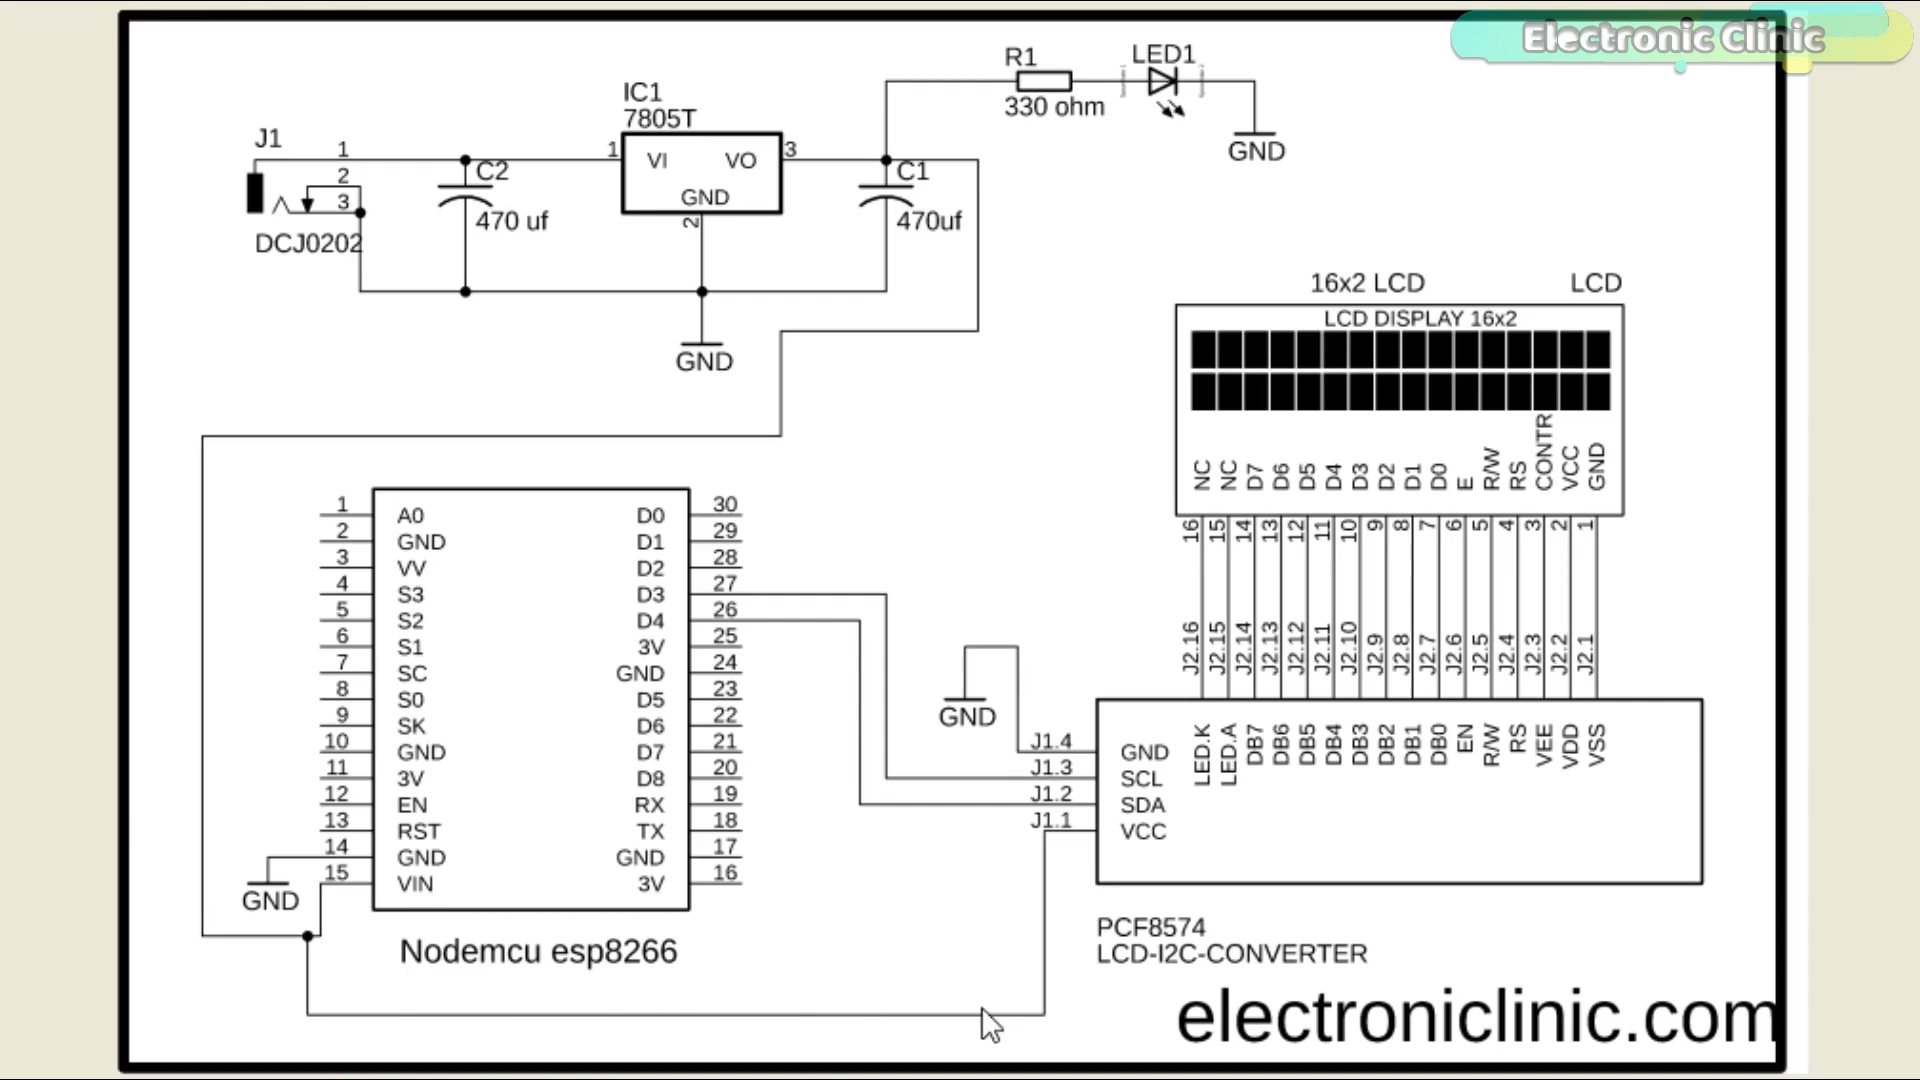 Electronic Clinic
R1
330 ohm
LED1
GND
J1
1
2
3
DCJ0202
C2
470 uf
IC1
7805T
1
VI
VO
3
GND
2
C1
470uf
GND
16x2 LCD
LCD
LCD DISPLAY 16x2
NC NC D7 D6 D5 D4 D3 D2 D1 D0 E R/W RS CONTR VCC GND
16 15 14 13 12 11 10 9 8 7 6 5 4 3 2 1
J2.16 J2.15 J2.14 J2.13 J2.12 J2.11 J2.10 J2.9 J2.8 J2.7 J2.6 J2.5 J2.4 J2.3 J2.2 J2.1
LED.K LED.A DB7 DB6 DB5 DB4 DB3 DB2 DB1 DB0 EN R/W RS VEE VDD VSS
1 A0 D0 30
2 GND D1 29
3 VV D2 28
4 S3 D3 27
5 S2 D4 26
6 S1 3V 25
7 SC GND 24
8 S0 D5 23
9 SK D6 22
10 GND D7 21
11 3V D8 20
12 EN RX 19
13 RST TX 18
14 GND GND 17
15 VIN 3V 16
GND
Nodemcu esp8266
GND
J1.4 GND
J1.3 SCL
J1.2 SDA
J1.1 VCC
PCF8574
LCD-I2C-CONVERTER
electroniclinic.com